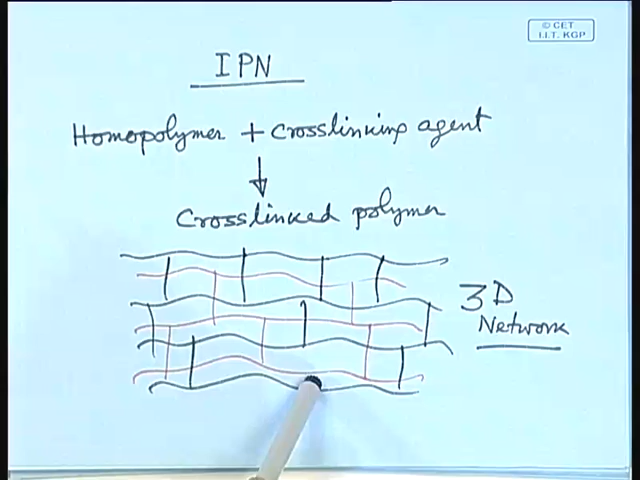 © CET
I.I.T. KGP
IPN
Homopolymer + Crosslinking agent
↓
Crosslinked polymer
3D
Network